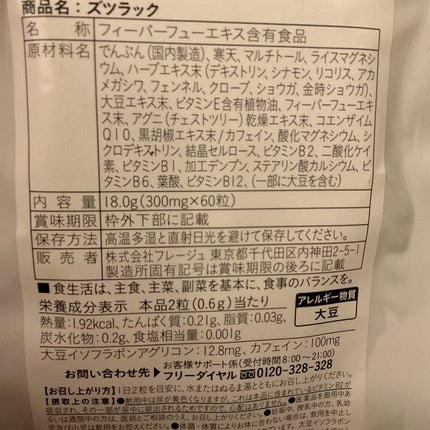 商品名：ズツラック
名称 フィーバーフューエキス含有食品
原材料名 でんぷん(国内製造)、寒天、マルチトール、ライスマグネシ
ウム、ハーブエキス末(デキストリン、シナモン、リコリス、アカ
メガシワ、フェンネル、クローブ、ショウガ、金時ショウガ)、
大豆エキス末、ビタミンE含有植物油、フィーバーフューエキ
ス末、アグニ(チェストツリー)乾燥エキス末、コエンザイム
Q10、黒胡椒エキス末/カフェイン、酸化マグネシウム、シ
クロデキストリン、結晶セルロース、ビタミンB2、二酸化ケイ
素、ビタミンB1、加工デンプン、ステアリン酸カルシウム、ビ
タミンB6、葉酸、ビタミンB12、(一部に大豆を含む)
内容量 18.0g(300mg×60粒)
賞味期限 枠外下部に記載
保存方法 高温多湿と直射日光を避けて保存してください。
販売者 株式会社フレージュ 東京都千代田区内神田2-5-1
製造所固有記号は賞味期限の後ろに記載
■食生活は、主食、主菜、副菜を基本に、食事のバランスを。
栄養成分表示 本品2粒(0.6g)当たり
アレルギー物質
大豆
熱量:1.92kcal、たんぱく質:0.21g、脂質:0.03g、
炭水化物:0.2g、食塩相当量:0.001g
大豆イソフラボンアグリコン:12.8mg、カフェイン:100mg
お問い合わせ先 お客様サポート係(受付時間8:00〜21:00)
フリーダイヤル 0120-328-328
【お召し上がり方】1日2粒を目安に、水またはぬるま湯とともにお召し上がりください。
【摂取上の注意】